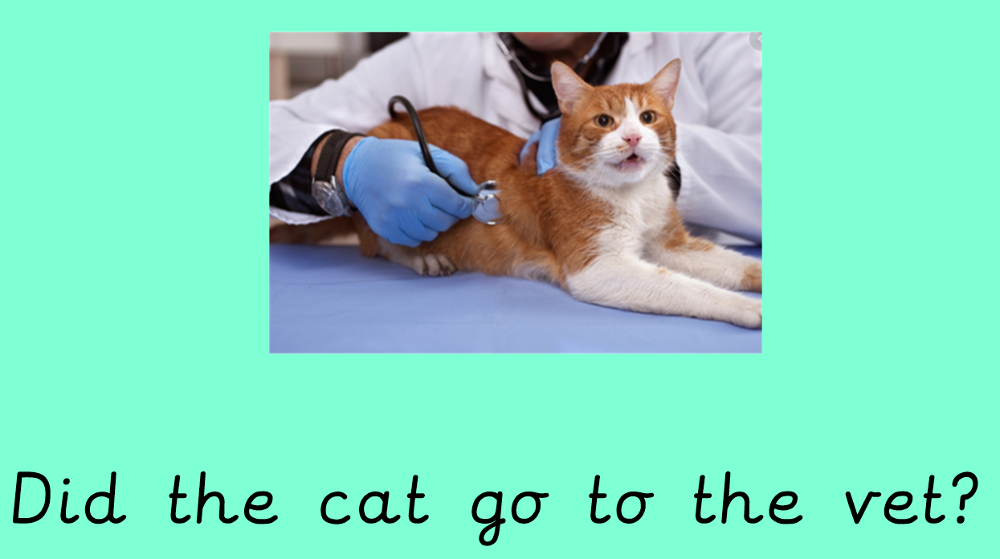 Did the cat go to the vet?